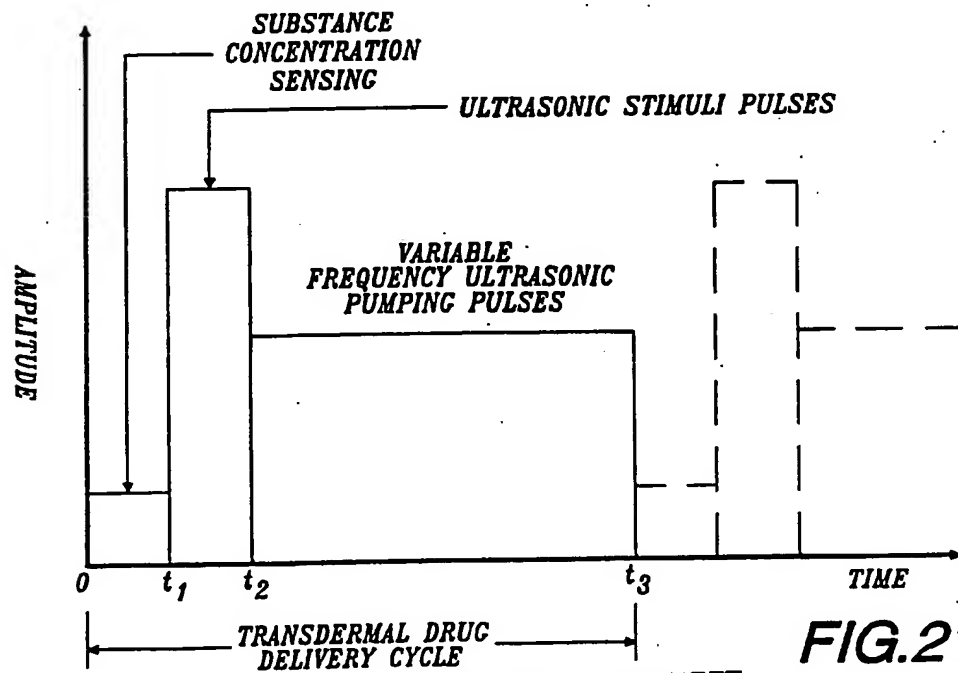 SUBSTANCE
CONCENTRATION
SENSING
ULTRASONIC STIMULI PULSES
VARIABLE
FREQUENCY ULTRASONIC
PUMPING PULSES
AMPLITUDE
0 t1 t2 t3 TIME
TRANSDERMAL DRUG
DELIVERY CYCLE
FIG.2